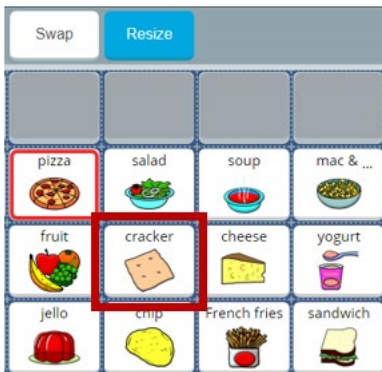 Swap Resize
pizza salad soup mac & ...
fruit cracker cheese yogurt
jello chip French fries sandwich